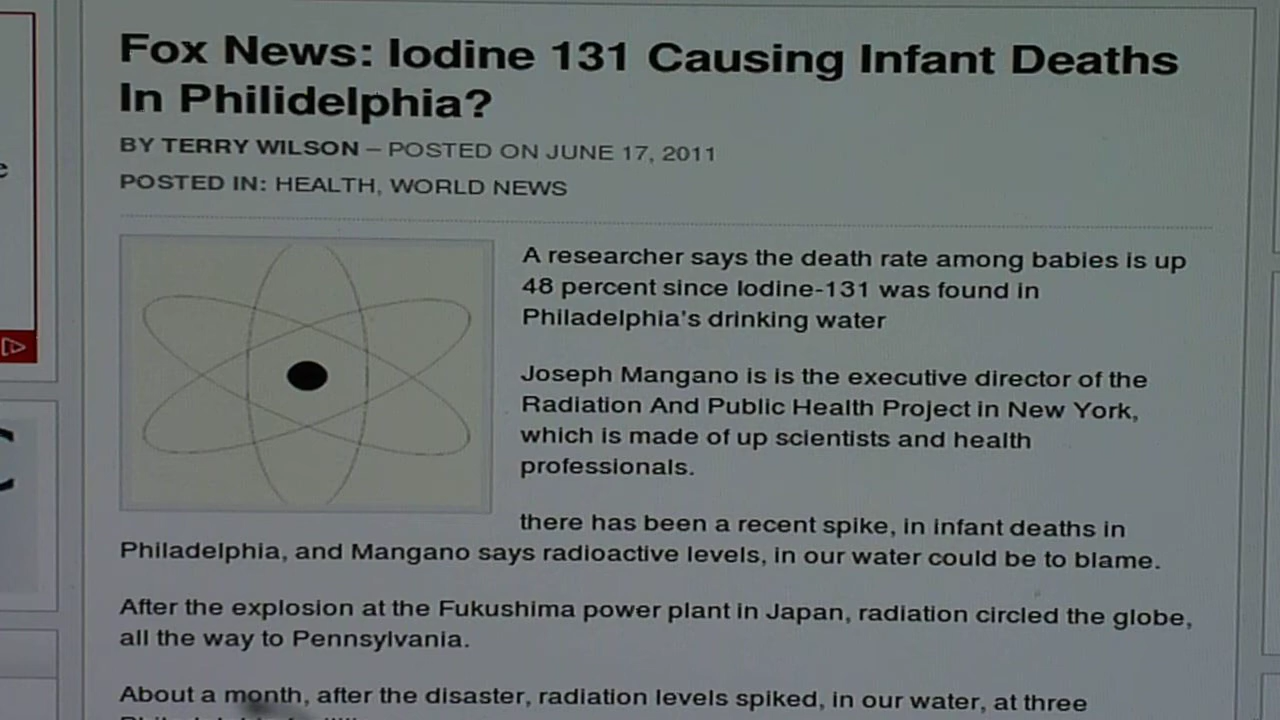 Fox News: Iodine 131 Causing Infant Deaths
In Philidelphia?
BY TERRY WILSON – POSTED ON JUNE 17, 2011
POSTED IN: HEALTH, WORLD NEWS
A researcher says the death rate among babies is up
48 percent since Iodine-131 was found in
Philadelphia's drinking water
Joseph Mangano is is the executive director of the
Radiation And Public Health Project in New York,
which is made of up scientists and health
professionals.
there has been a recent spike, in infant deaths in
Philadelphia, and Mangano says radioactive levels, in our water could be to blame.
After the explosion at the Fukushima power plant in Japan, radiation circled the globe,
all the way to Pennsylvania.
About a month, after the disaster, radiation levels spiked, in our water, at three